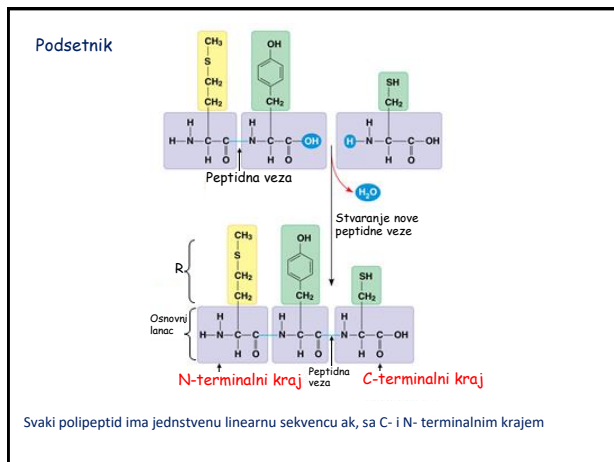 Podsetnik
CH₃
S
CH₂
CH₂
OH
CH₂
SH
CH₂
H
H—N—C—C
H
O
H
N—C—C—OH
H
O
H
H—N—C—C—OH
H
O
Peptidna veza
H₂O
Stvaranje nove
peptidne veze
R
CH₃
S
CH₂
CH₂
OH
CH₂
SH
CH₂
Osnovni
lanac
H
H—N—C—C
H
O
H
N—C—C
H
O
H
N—C—C—OH
H
O
N-terminalni kraj
Peptidna
veza
C-terminalni kraj
Svaki polipeptid ima jednstvenu linearnu sekvencu ak, sa C- i N- terminalnim krajem